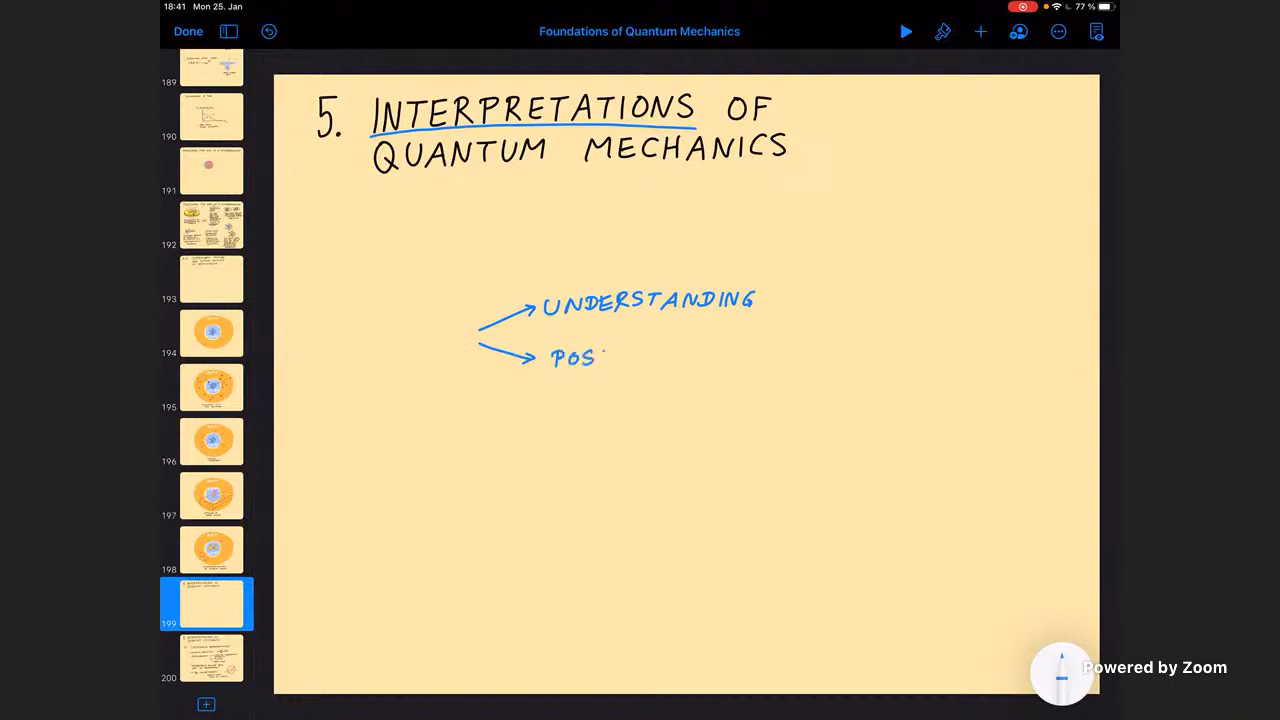 18:41 Mon 25. Jan
77 %
Done
Foundations of Quantum Mechanics
189
190
191
192
193
194
195
196
197
198
199
200
5. INTERPRETATIONS OF
QUANTUM MECHANICS
UNDERSTANDING
POS
Powered by Zoom